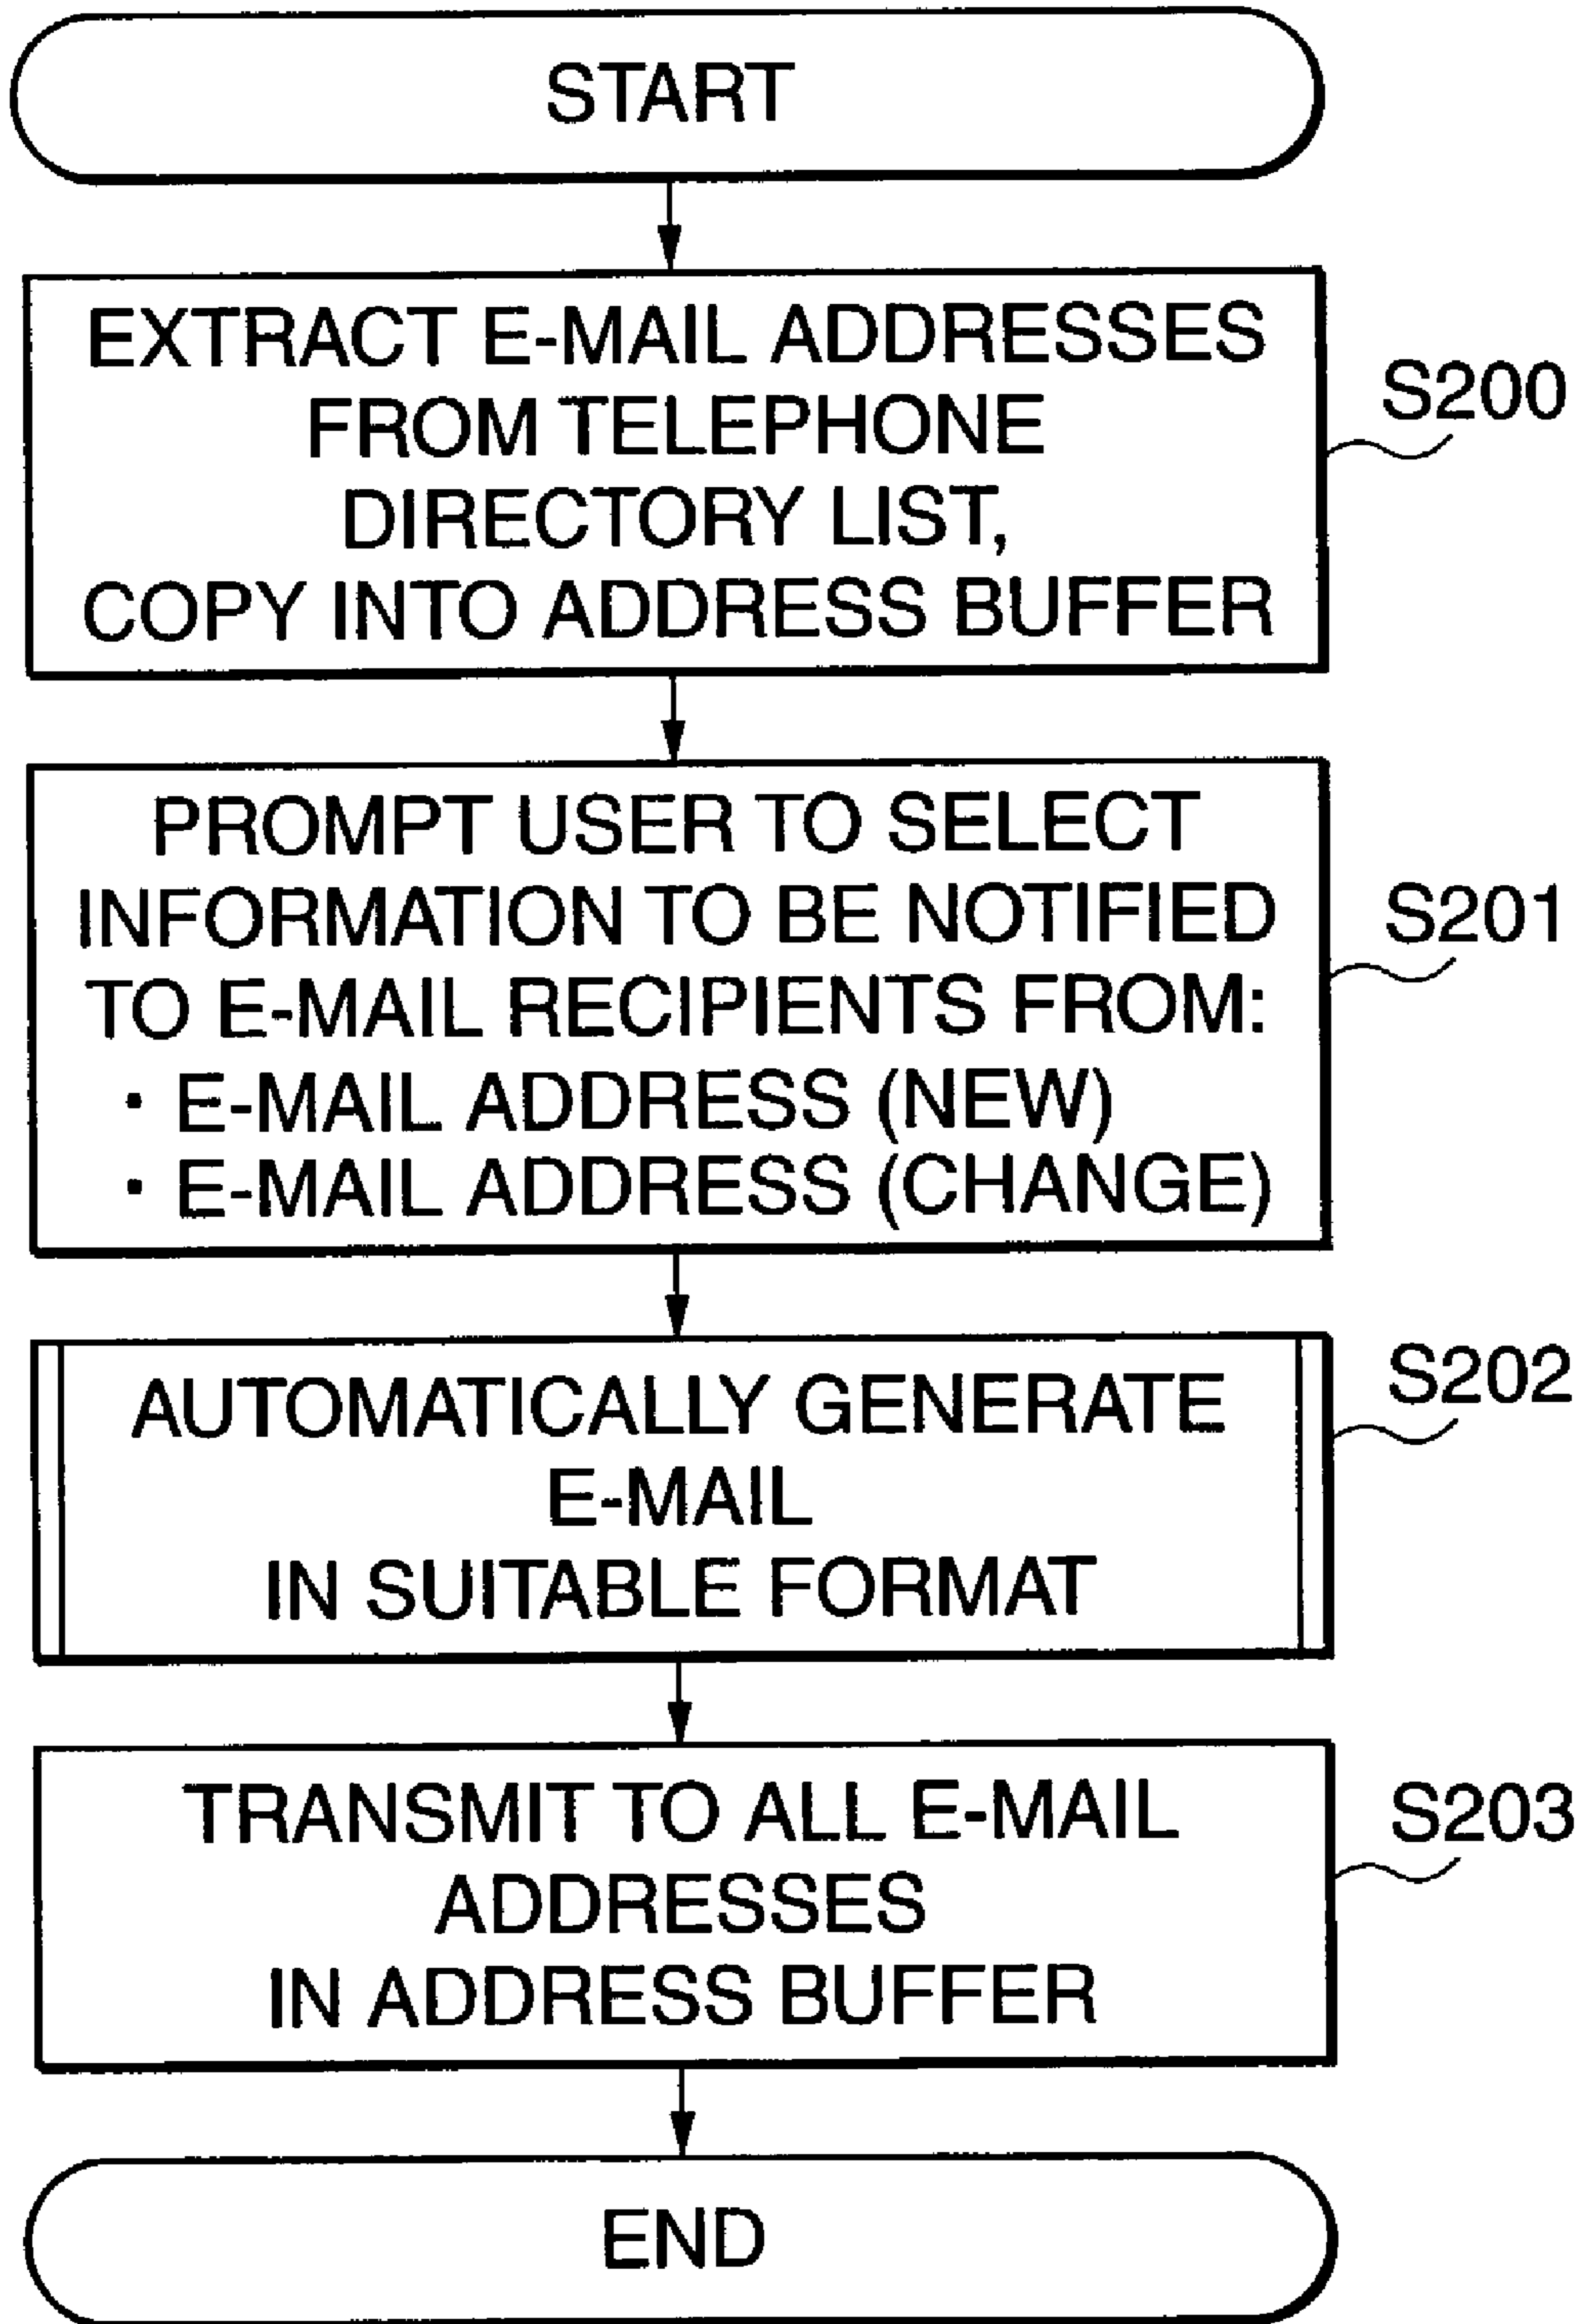 START
EXTRACT E-MAIL ADDRESSES
FROM TELEPHONE
DIRECTORY LIST,
COPY INTO ADDRESS BUFFER
S200
PROMPT USER TO SELECT
INFORMATION TO BE NOTIFIED
TO E-MAIL RECIPIENTS FROM:
· E-MAIL ADDRESS (NEW)
· E-MAIL ADDRESS (CHANGE)
S201
AUTOMATICALLY GENERATE
E-MAIL
IN SUITABLE FORMAT
S202
TRANSMIT TO ALL E-MAIL
ADDRESSES
IN ADDRESS BUFFER
S203
END